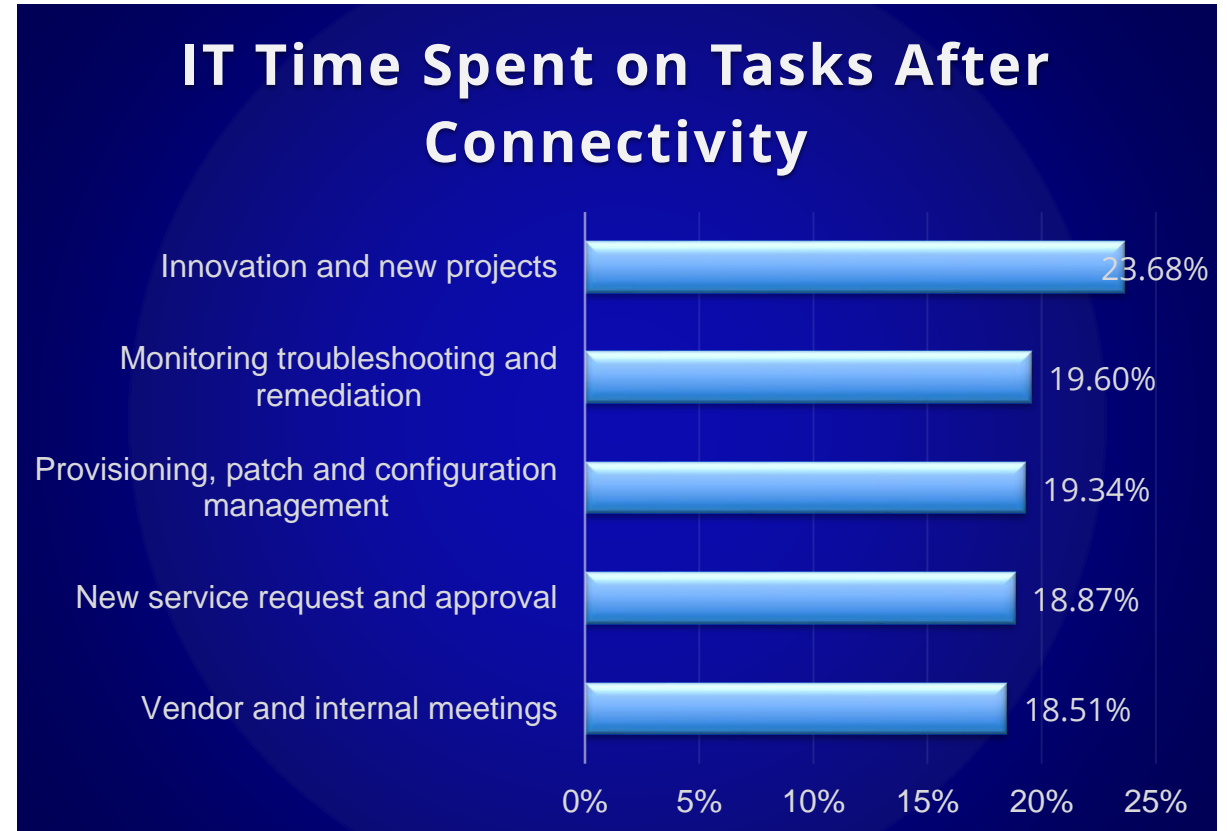 IT Time Spent on Tasks After
Connectivity
Innovation and new projects
23.68%
Monitoring troubleshooting and
remediation
19.60%
Provisioning, patch and configuration
management
19.34%
New service request and approval
18.87%
Vendor and internal meetings
18.51%
0% 5% 10% 15% 20% 25%